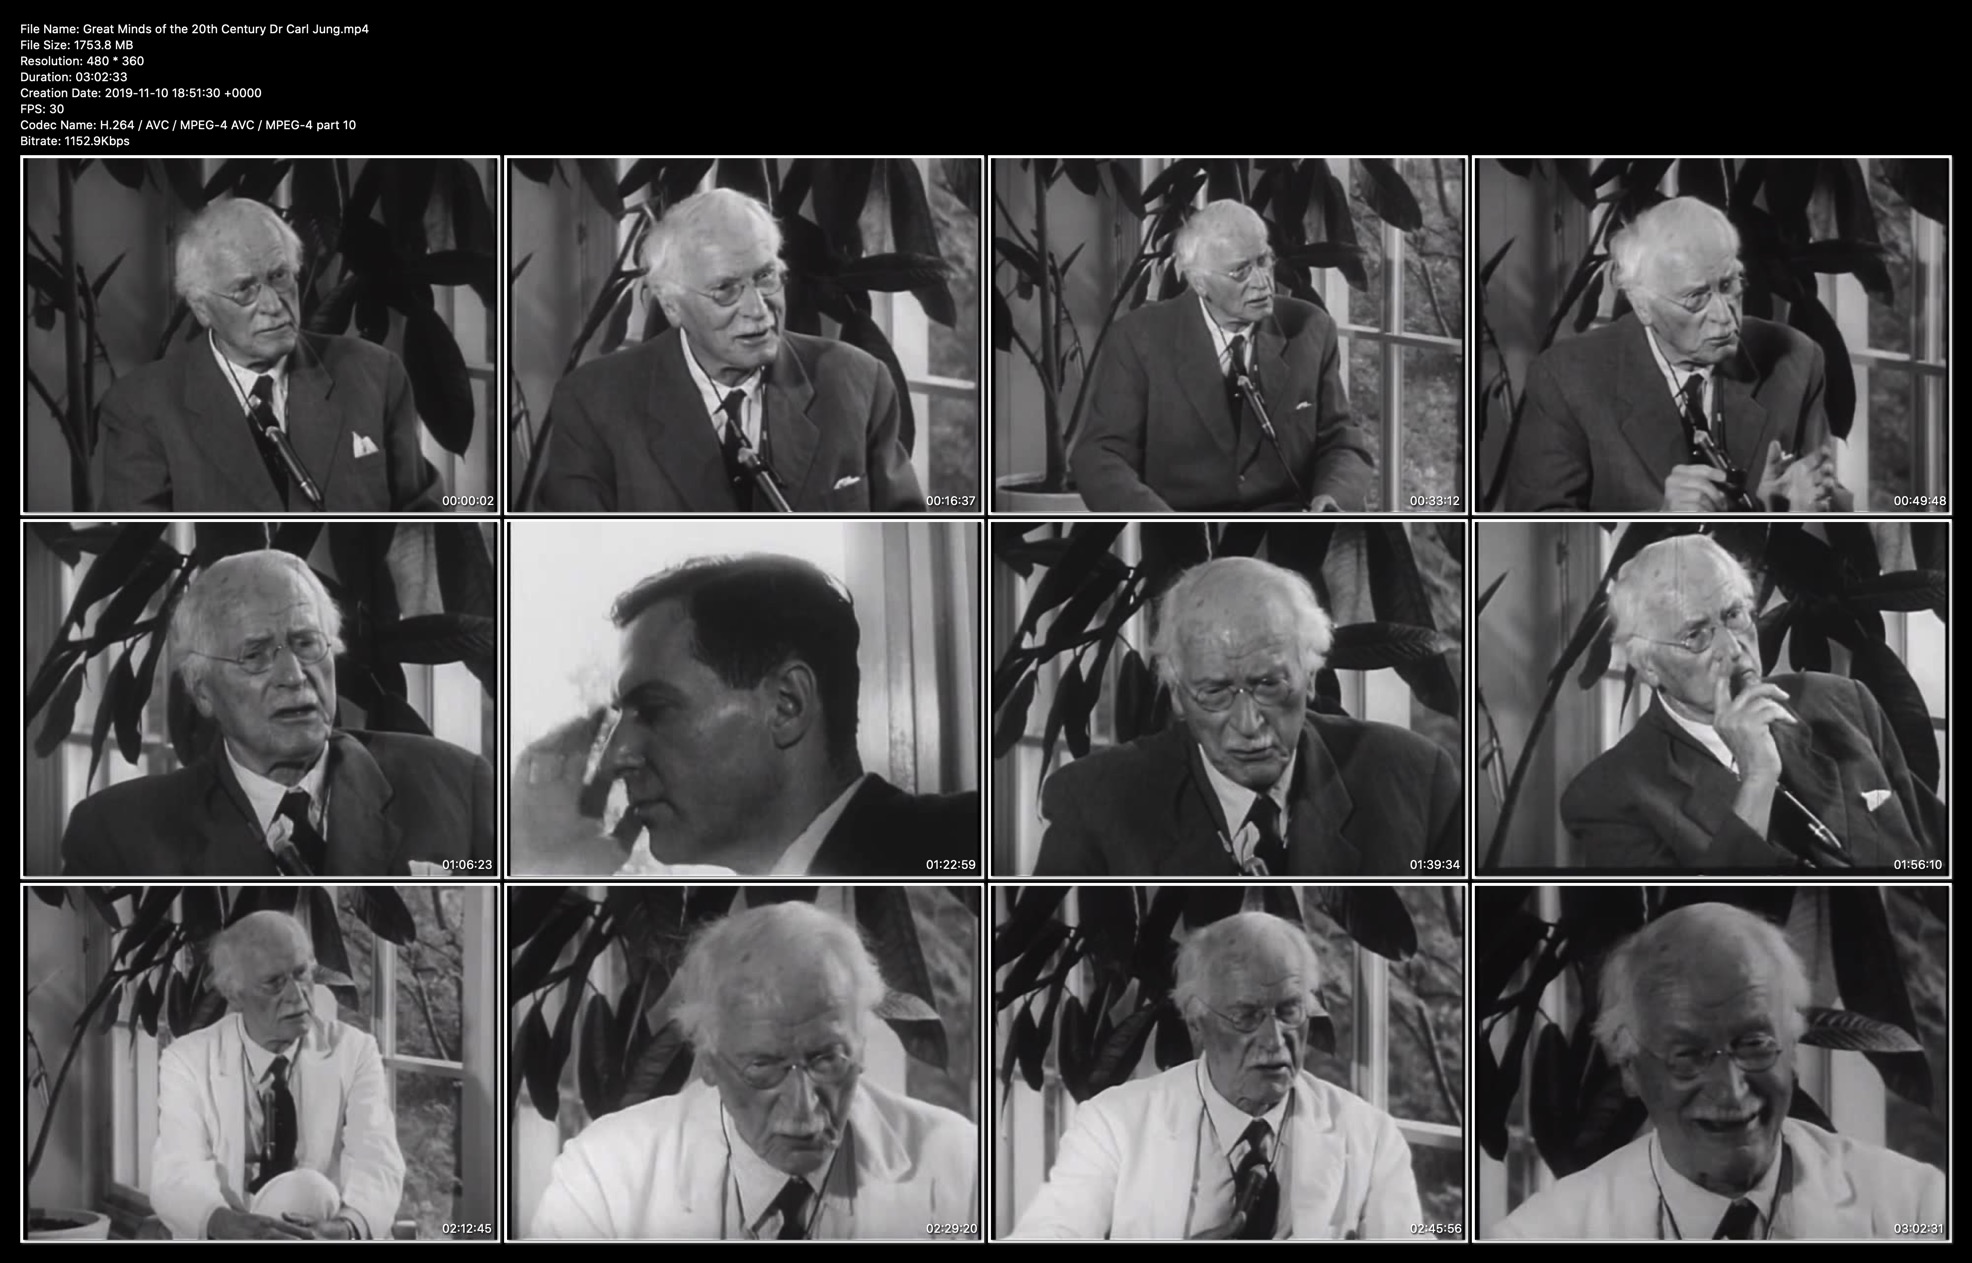 File Name: Great Minds of the 20th Century Dr Carl Jung.mp4
File Size: 1753.8 MB
Resolution: 480 * 360
Duration: 03:02:33
Creation Date: 2019-11-10 18:51:30 +0000
FPS: 30
Codec Name: H.264 / AVC / MPEG-4 AVC / MPEG-4 part 10
Bitrate: 1152.9Kbps
00:00:02
00:16:37
00:33:12
00:49:48
01:06:23
01:22:59
01:39:34
01:56:10
02:12:45
02:29:20
02:45:56
03:02:31